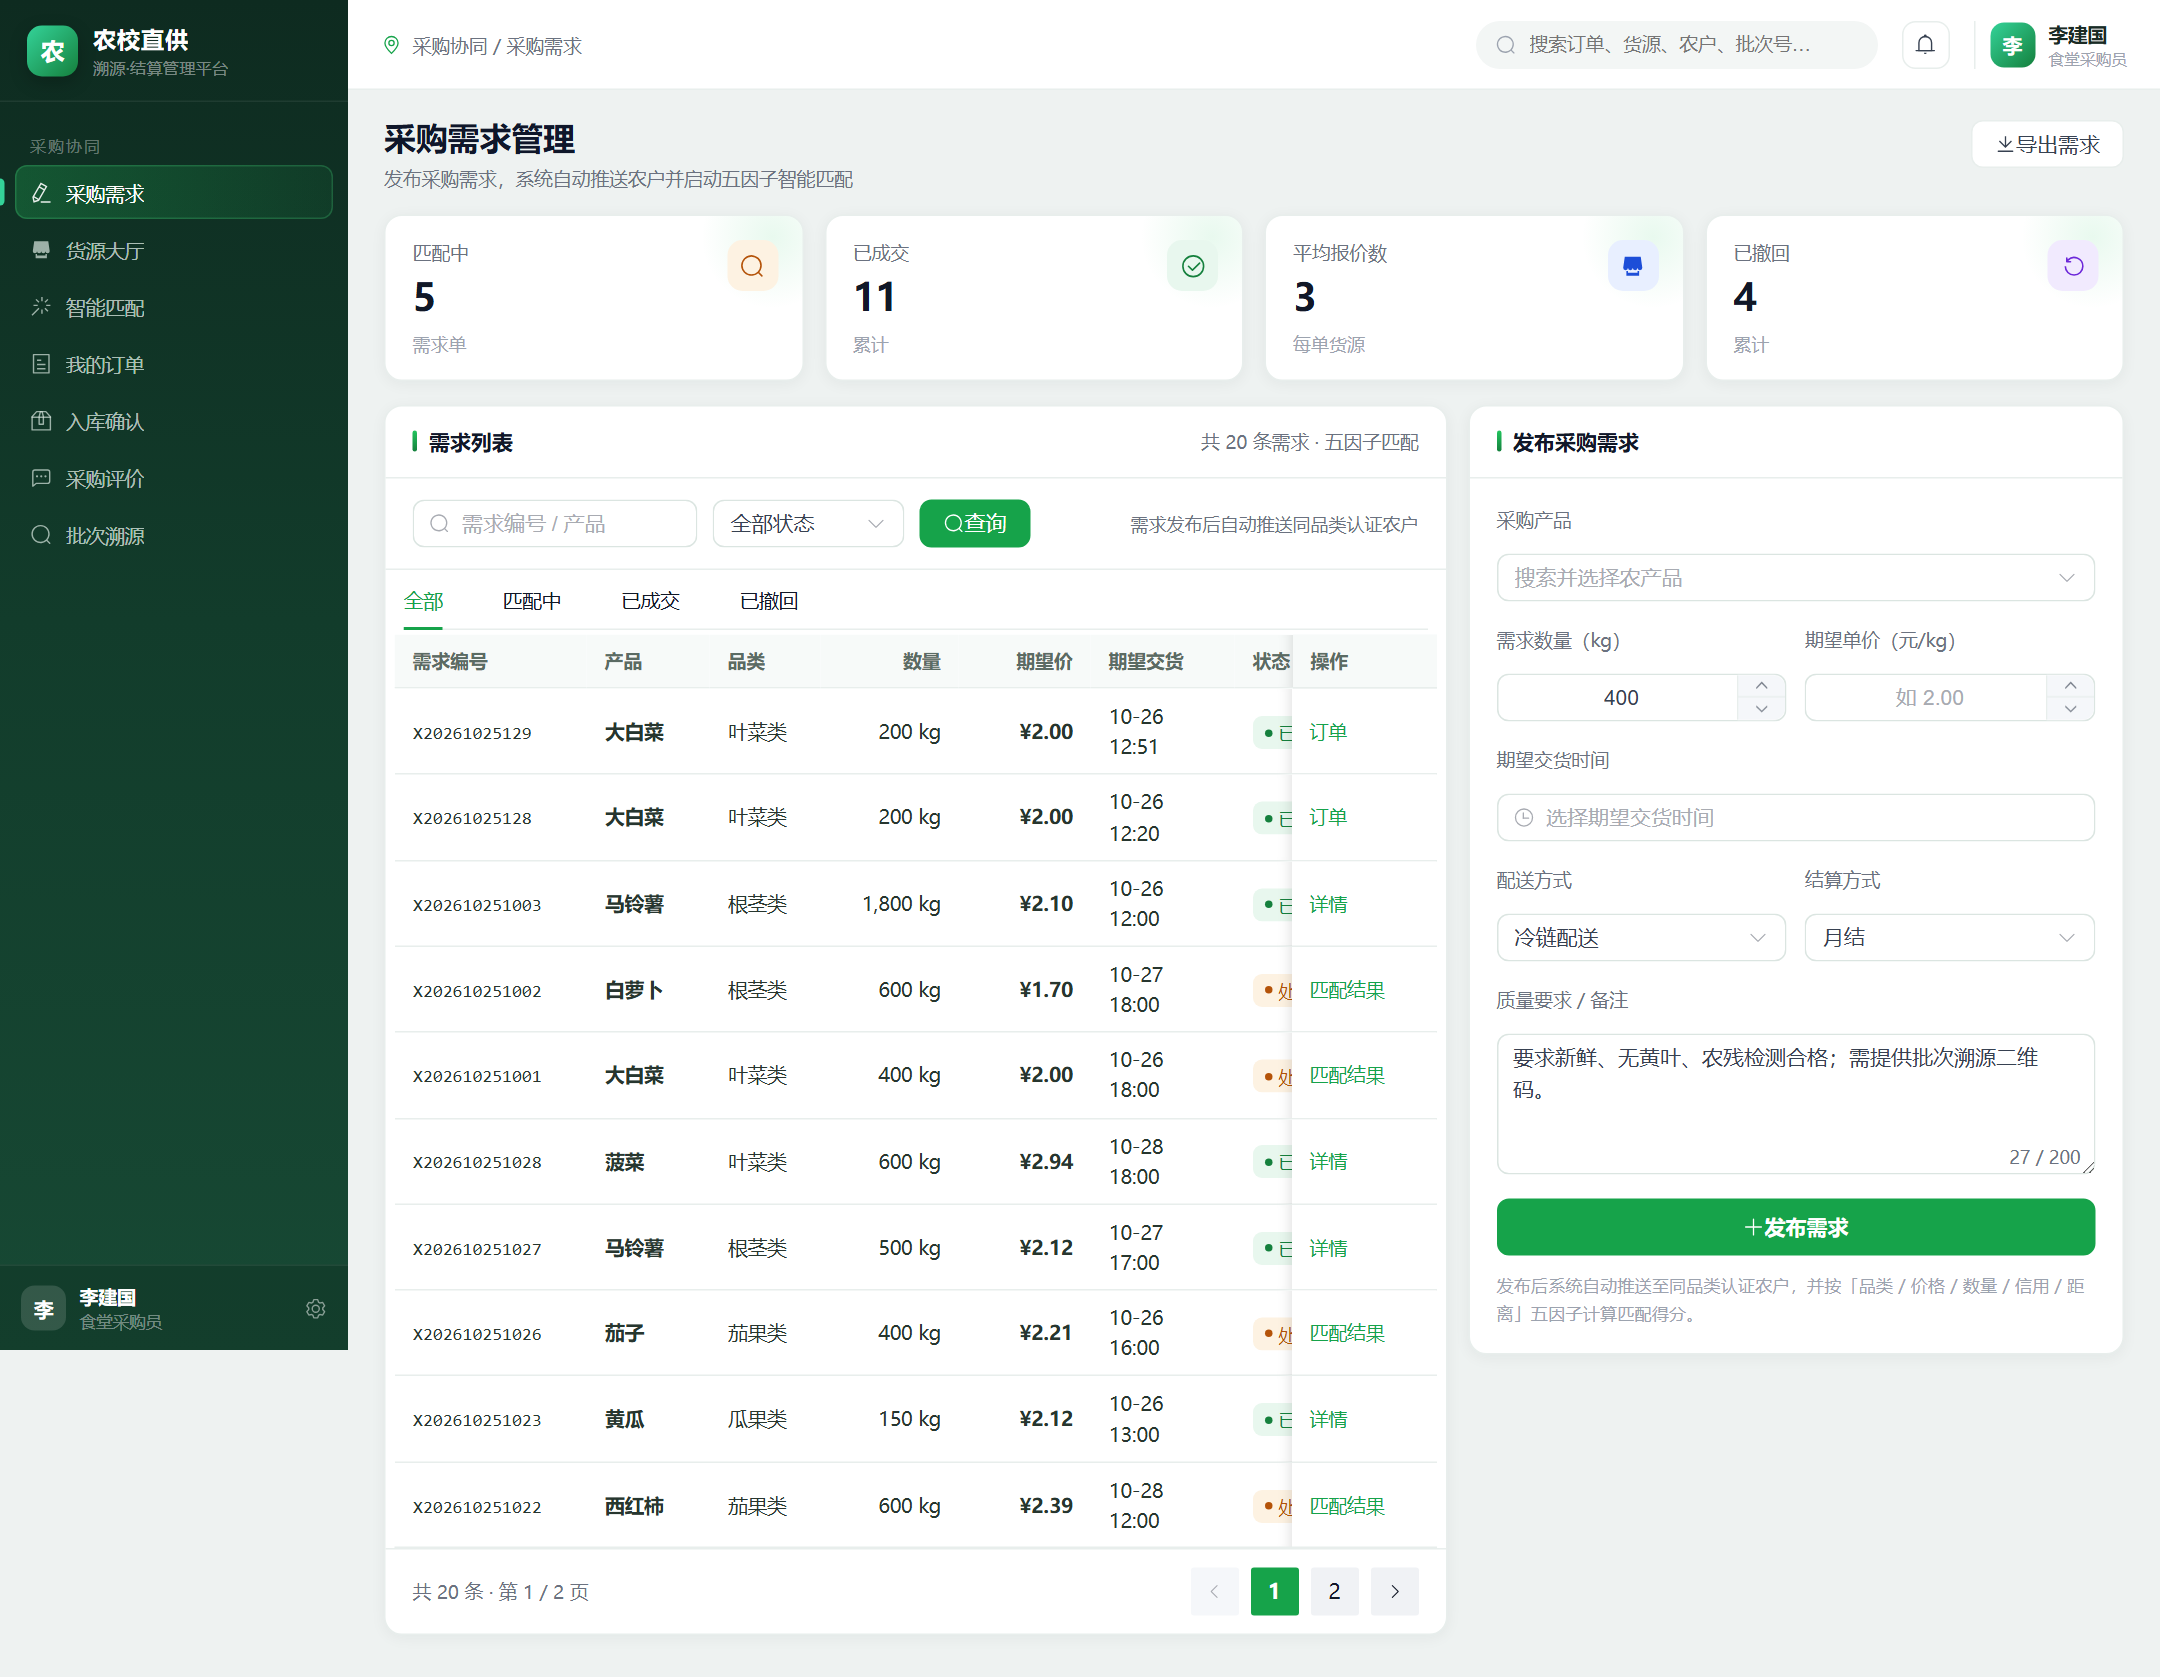 农
农校直供
溯源·结算管理平台
采购协同
采购需求
货源大厅
智能匹配
我的订单
入库确认
采购评价
批次溯源
李
李建国
食堂采购员
采购协同 / 采购需求
搜索订单、货源、农户、批次号...
李
李建国
食堂采购员
采购需求管理
发布采购需求，系统自动推送农户并启动五因子智能匹配
导出需求
匹配中
5
需求单
已成交
11
累计
平均报价数
3
每单货源
已撤回
4
累计
需求列表
共 20 条需求 · 五因子匹配
需求编号 / 产品
全部状态
查询
需求发布后自动推送同品类认证农户
全部 匹配中 已成交 已撤回
需求编号 产品 品类 数量 期望价 期望交货 状态 操作
X20261025129 大白菜 叶菜类 200 kg ¥2.00 10-26 12:51 已 订单
X20261025128 大白菜 叶菜类 200 kg ¥2.00 10-26 12:20 已 订单
X202610251003 马铃薯 根茎类 1,800 kg ¥2.10 10-26 12:00 已 详情
X202610251002 白萝卜 根茎类 600 kg ¥1.70 10-27 18:00 处 匹配结果
X202610251001 大白菜 叶菜类 400 kg ¥2.00 10-26 18:00 处 匹配结果
X202610251028 菠菜 叶菜类 600 kg ¥2.94 10-28 18:00 已 详情
X202610251027 马铃薯 根茎类 500 kg ¥2.12 10-27 17:00 已 详情
X202610251026 茄子 茄果类 400 kg ¥2.21 10-26 16:00 处 匹配结果
X202610251023 黄瓜 瓜果类 150 kg ¥2.12 10-26 13:00 已 详情
X202610251022 西红柿 茄果类 600 kg ¥2.39 10-28 12:00 处 匹配结果
共 20 条 · 第 1 / 2 页
1 2
发布采购需求
采购产品
搜索并选择农产品
需求数量（kg） 期望单价（元/kg）
400 如 2.00
期望交货时间
选择期望交货时间
配送方式 结算方式
冷链配送 月结
质量要求 / 备注
要求新鲜、无黄叶、农残检测合格；需提供批次溯源二维
码。
27 / 200
发布需求
发布后系统自动推送至同品类认证农户，并按「品类 / 价格 / 数量 / 信用 / 距
离」五因子计算匹配得分。